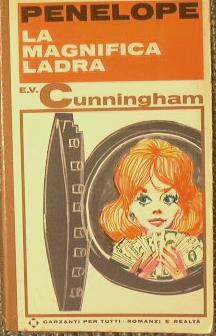 PENELOPE
LA
MAGNIFICA
LADRA
E.V.
Cunningham
GARZANTI PER TUTTI: ROMANZI E REALTÀ